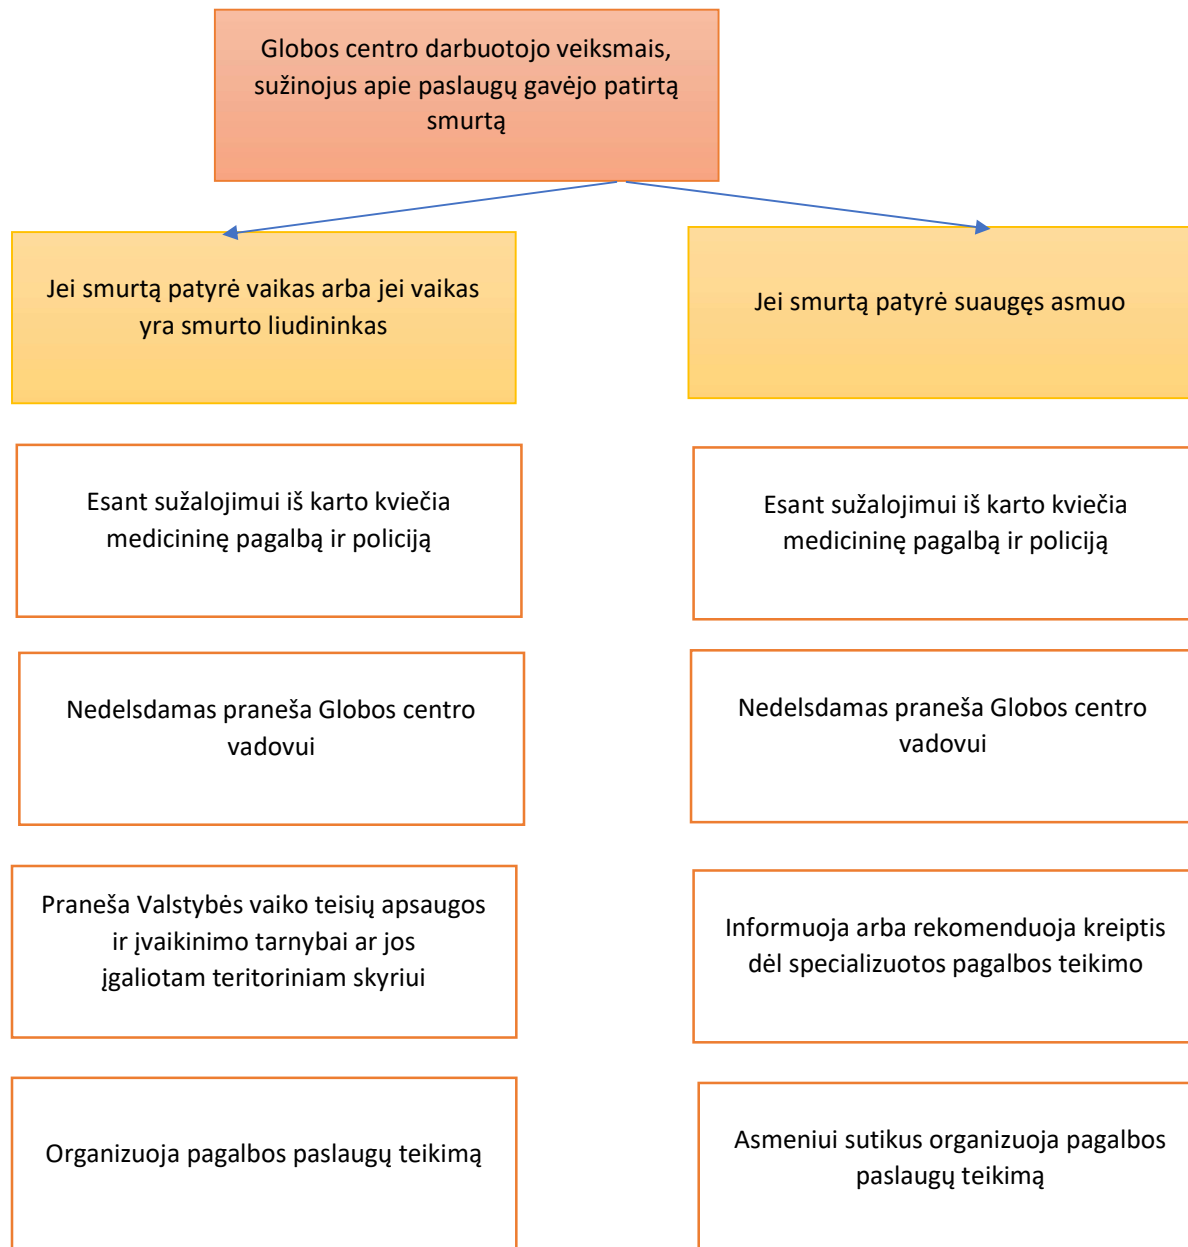 Globos centro darbuotojo veiksmais,
sužinojus apie paslaugų gavėjo patirtą
smurtą
Jei smurtą patyrė vaikas arba jei vaikas
yra smurto liudininkas
Esant sužalojimui iš karto kviečia
medicininę pagalbą ir policiją
Nedelsdamas praneša Globos centro
vadovui
Praneša Valstybės vaiko teisių apsaugos
ir įvaikinimo tarnybai ar jos
įgaliotam teritoriniam skyriui
Organizuoja pagalbos paslaugų teikimą
Jei smurtą patyrė suaugęs asmuo
Esant sužalojimui iš karto kviečia
medicininę pagalbą ir policiją
Nedelsdamas praneša Globos centro
vadovui
Informuoja arba rekomenduoja kreiptis
dėl specializuotos pagalbos teikimo
Asmeniui sutikus organizuoja pagalbos
paslaugų teikimą